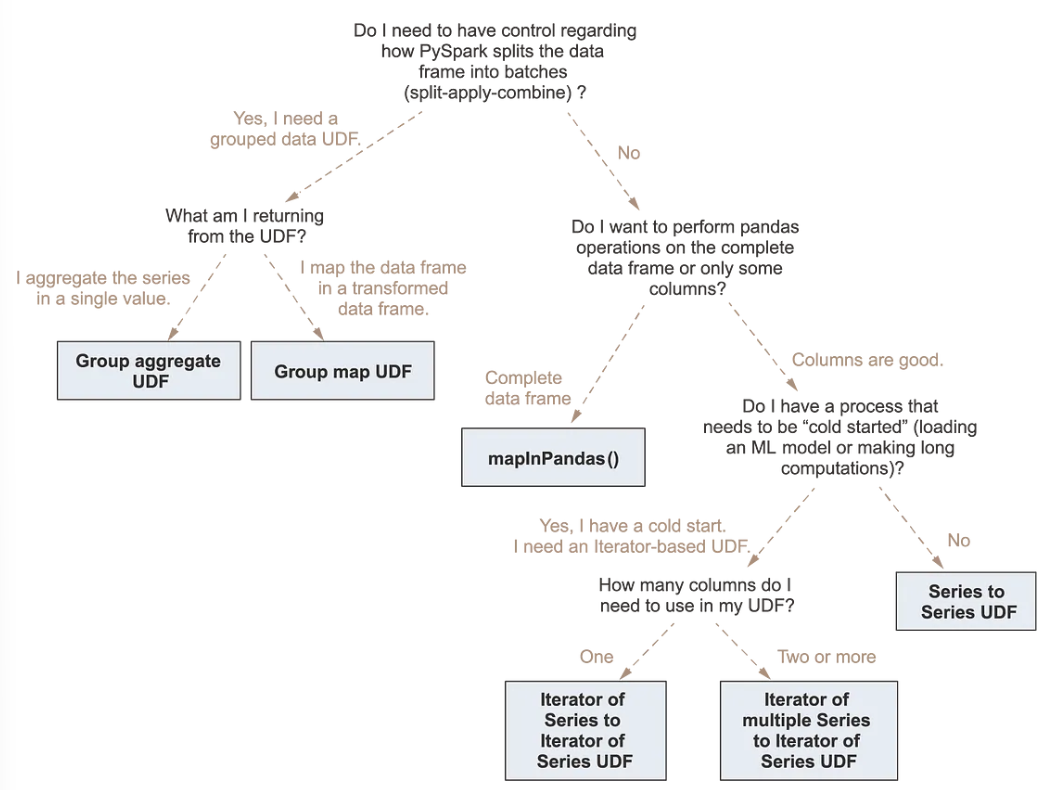 Do I need to have control regarding
how PySpark splits the data
frame into batches
(split-apply-combine) ?
Yes, I need a
grouped data UDF.
No
What am I returning
from the UDF?
Do I want to perform pandas
operations on the complete
data frame or only some
columns?
I aggregate the series
in a single value.
I map the data frame
in a transformed
data frame.
Group aggregate
UDF
Group map UDF
Complete
data frame
Columns are good.
mapInPandas()
Do I have a process that
needs to be “cold started” (loading
an ML model or making long
computations)?
Yes, I have a cold start.
I need an Iterator-based UDF.
No
How many columns do I
need to use in my UDF?
Series to
Series UDF
One
Two or more
Iterator of
Series to
Iterator of
Series UDF
Iterator of
multiple Series
to Iterator of
Series UDF